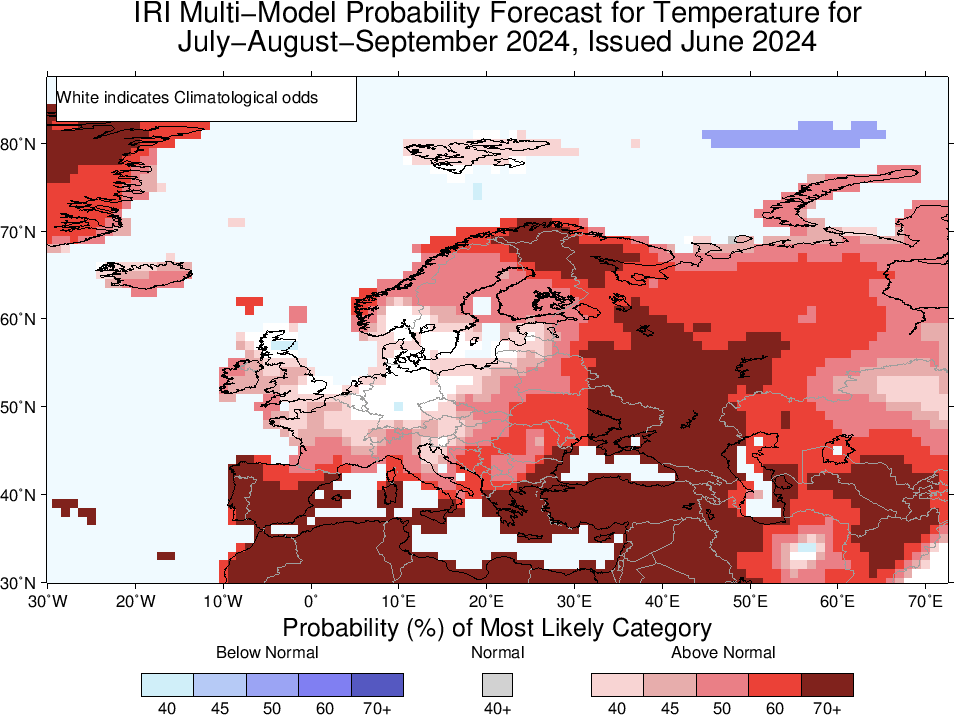 IRI Multi−Model Probability Forecast for Temperature for
July−August−September 2024, Issued June 2024
White indicates Climatological odds
80˚N
70˚N
60˚N
50˚N
40˚N
30˚N
30˚W 20˚W 10˚W 0˚ 10˚E 20˚E 30˚E 40˚E 50˚E 60˚E 70˚E
Probability (%) of Most Likely Category
Below Normal Normal Above Normal
40 45 50 60 70+ 40+ 40 45 50 60 70+